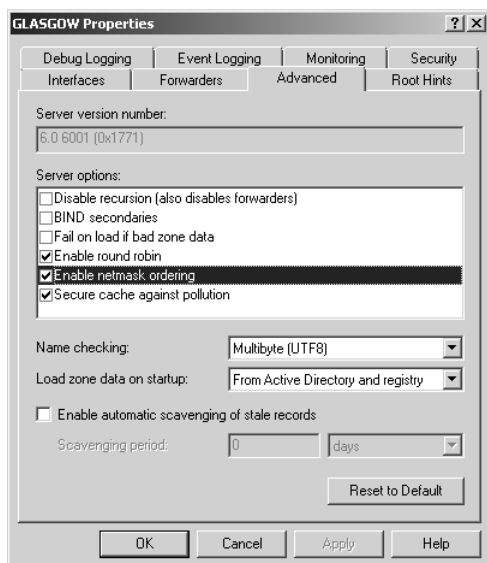 GLASGOW Properties
Debug Logging Event Logging Monitoring Security
Interfaces Forwarders Advanced Root Hints
Server version number:
6.0 6001 (0x1771)
Server options:
Disable recursion (also disables forwarders)
BIND secondaries
Fail on load if bad zone data
Enable round robin
Enable netmask ordering
Secure cache against pollution
Name checking: Multibyte (UTF8)
Load zone data on startup: From Active Directory and registry
Enable automatic scavenging of stale records
Scavenging period: 0 days
Reset to Default
OK Cancel Apply Help